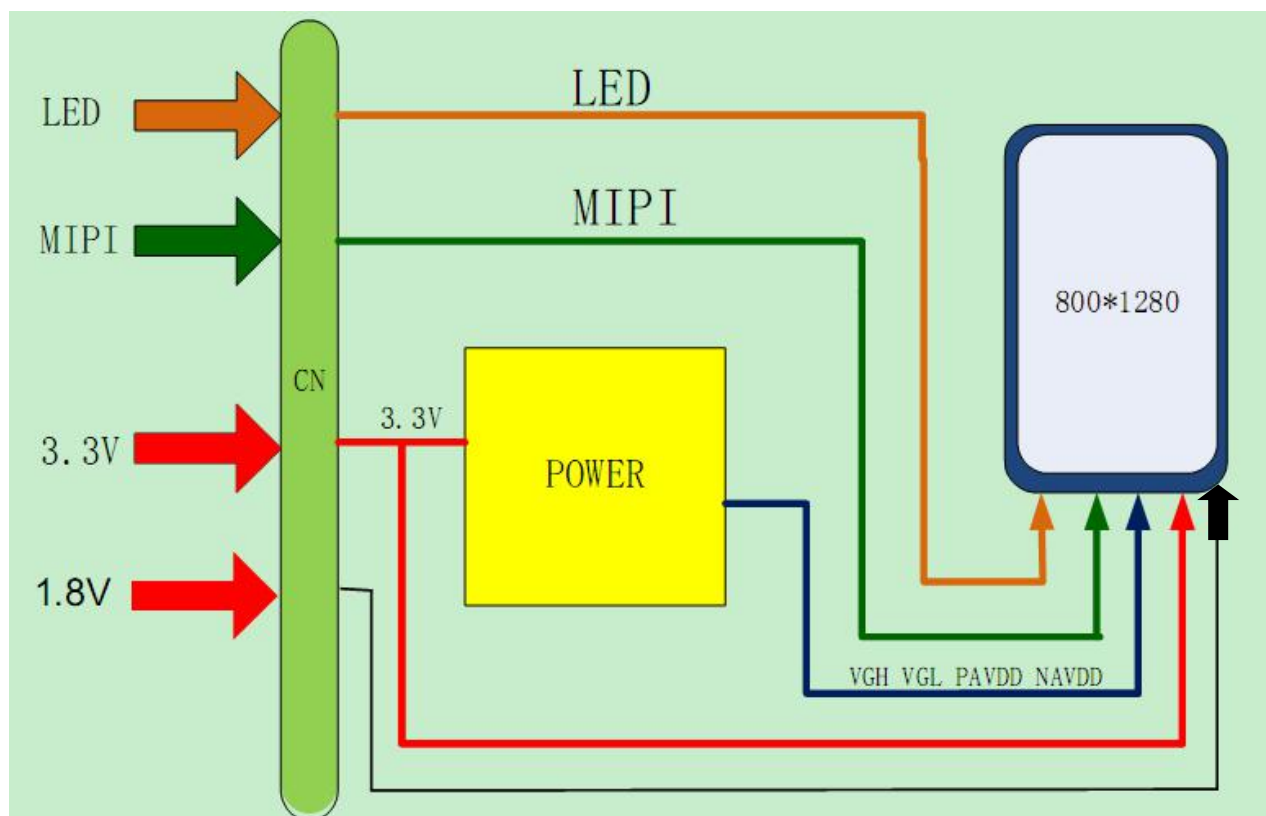 LED
LED
MIPI
MIPI
800*1280
CN
3.3V
3.3V
POWER
1.8V
VGH VGL PAVDD NAVDD